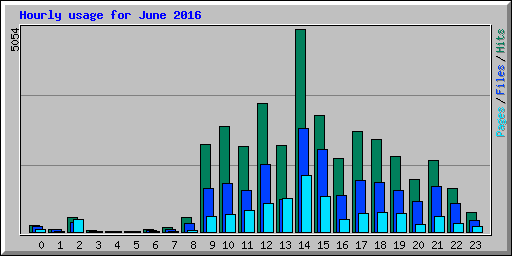 Hourly usage for June 2016
5054
Pages / Files / Hits
0 1 2 3 4 5 6 7 8 9 10 11 12 13 14 15 16 17 18 19 20 21 22 23